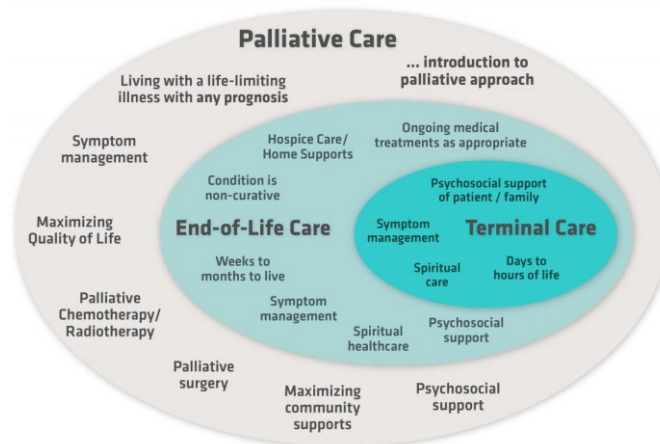 Palliative Care
Living with a life-limiting
illness with any prognosis
... introduction to
palliative approach
Symptom
management
Hospice Care/
Home Supports
Ongoing medical
treatments as appropriate
Condition is
non-curative
Psychosocial support
of patient / family
Maximizing
Quality of Life
End-of-Life Care
Symptom
management
Terminal Care
Weeks to
months to live
Spiritual
care
Days to
hours of life
Palliative
Chemotherapy/
Radiotherapy
Symptom
management
Spiritual
healthcare
Psychosocial
support
Palliative
surgery
Maximizing
community
supports
Psychosocial
support